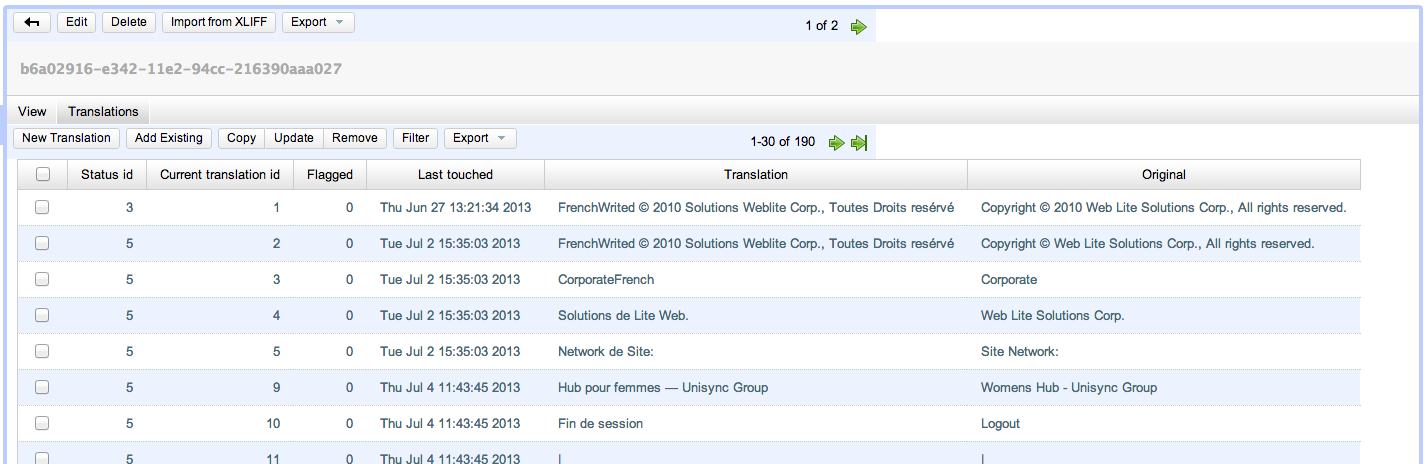 Edit Delete Import from XLIFF Export 1 of 2
b6a02916-e342-11e2-94cc-216390aaa027
View Translations
New Translation Add Existing Copy Update Remove Filter Export 1-30 of 190
Status id Current translation id Flagged Last touched Translation Original
3 1 0 Thu Jun 27 13:21:34 2013 FrenchWrited © 2010 Solutions Weblite Corp., Toutes Droits resérvé Copyright © 2010 Web Lite Solutions Corp., All rights reserved.
5 2 0 Tue Jul 2 15:35:03 2013 FrenchWrited © 2010 Solutions Weblite Corp., Toutes Droits resérvé Copyright © Web Lite Solutions Corp., All rights reserved.
5 3 0 Tue Jul 2 15:35:03 2013 CorporateFrench Corporate
5 4 0 Tue Jul 2 15:35:03 2013 Solutions de Lite Web. Web Lite Solutions Corp.
5 5 0 Tue Jul 2 15:35:03 2013 Network de Site: Site Network:
5 9 0 Thu Jul 4 11:43:45 2013 Hub pour femmes — Unisync Group Womens Hub - Unisync Group
5 10 0 Thu Jul 4 11:43:45 2013 Fin de session Logout
5 11 0 Thu Jul 4 11:43:45 2013 | |